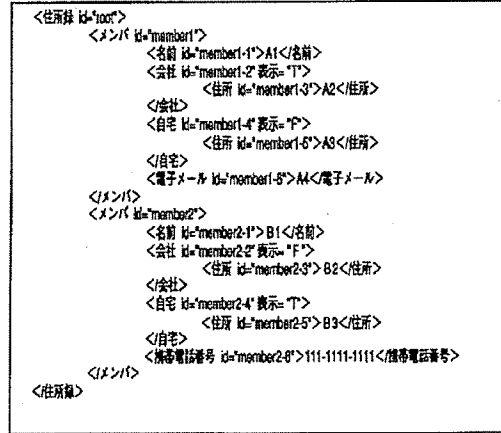 <住所録 id="root">
<メンバ id="member1">
<名前 id="member1-1">A1</名前>
<会社 id="member1-2" 表示="T">
<住所 id="member1-3">A2</住所>
</会社>
<自宅 id="member1-4" 表示="F">
<住所 id="member1-5">A3</住所>
</自宅>
<電子メール id="member1-6">A4</電子メール>
</メンバ>
<メンバ id="member2">
<名前 id="member2-1">B1</名前>
<会社 id="member2-2" 表示="F">
<住所 id="member2-3">B2</住所>
</会社>
<自宅 id="member2-4" 表示="T">
<住所 id="member2-5">B3</住所>
</自宅>
<携帯電話番号 id="member2-6">111-1111-1111</携帯電話番号>
</メンバ>
</住所録>